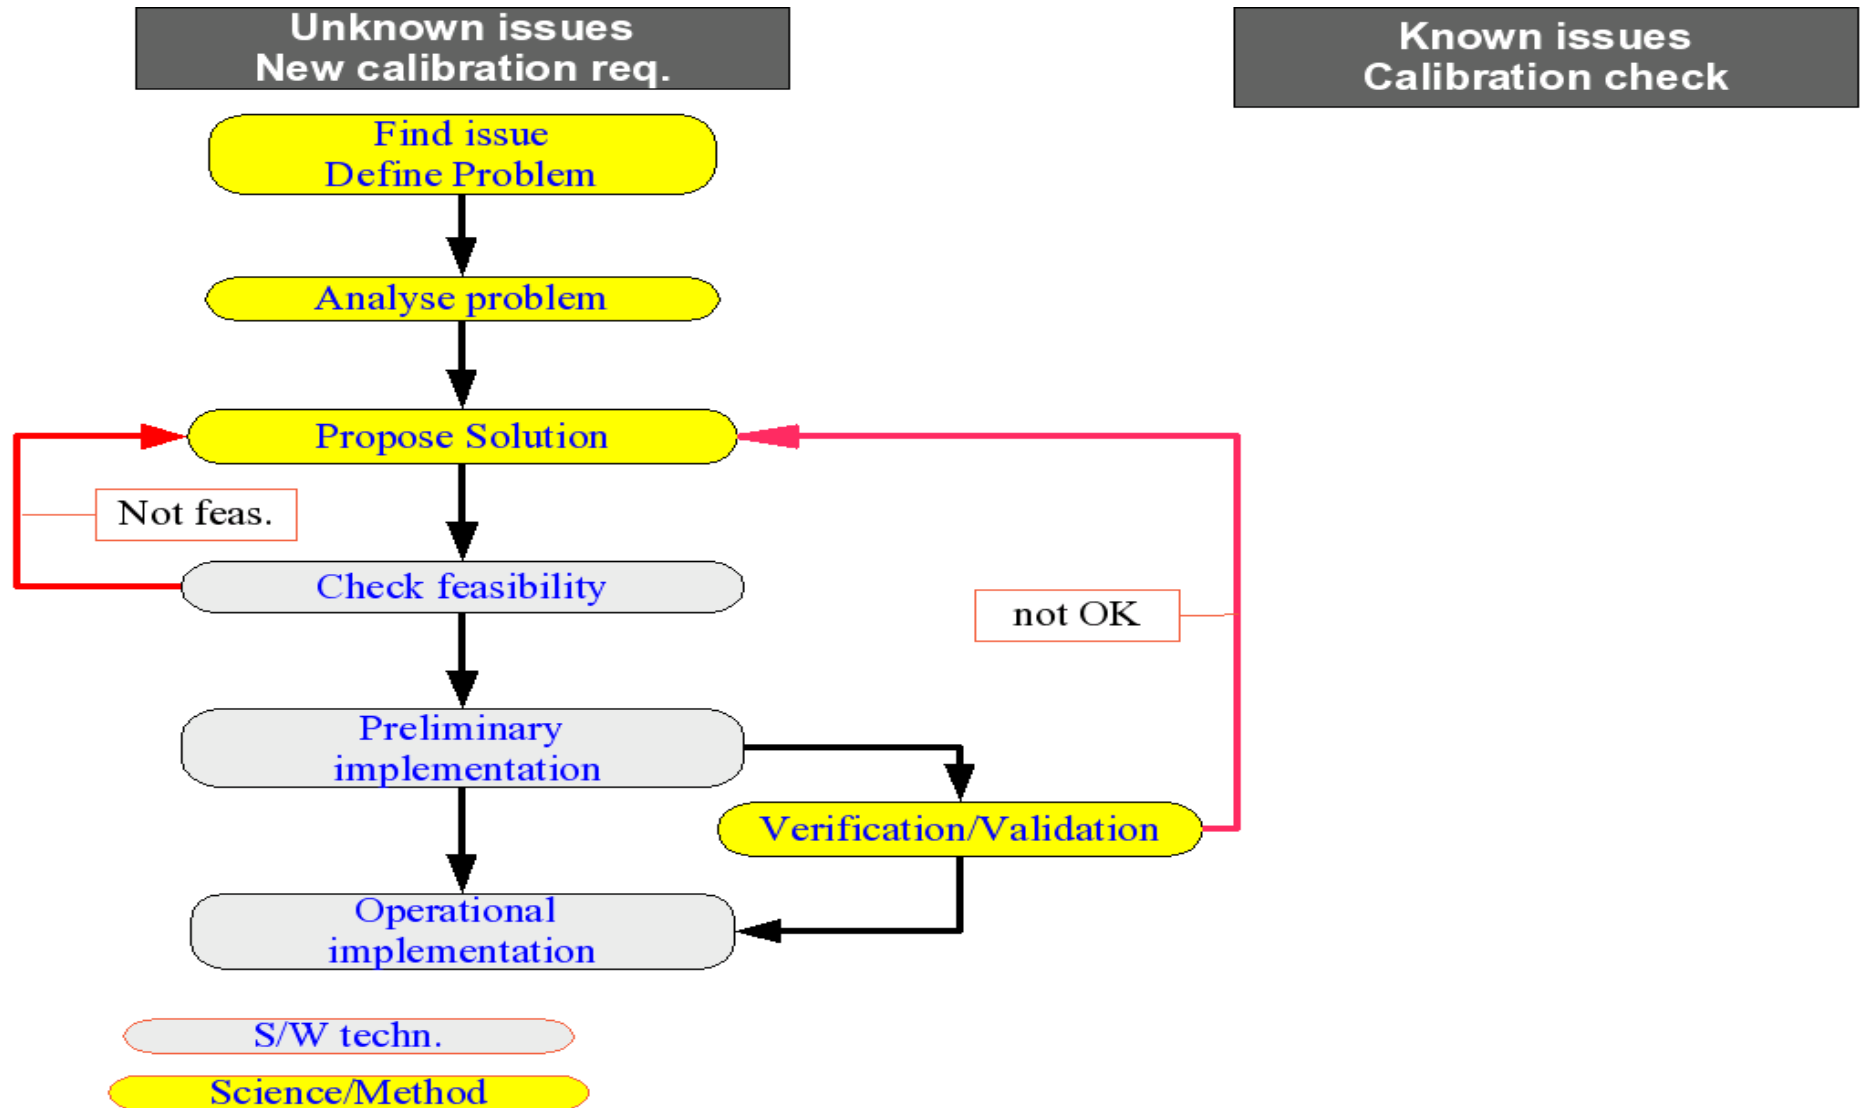 Unknown issues
New calibration req.
Known issues
Calibration check
Find issue
Define Problem
Analyse problem
Propose Solution
Not feas.
Check feasibility
not OK
Preliminary
implementation
Verification/Validation
Operational
implementation
S/W techn.
Science/Method